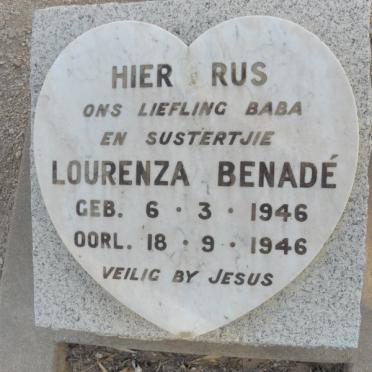 HIER RUS
ONS LIEFLING BABA
EN SUSTERTJIE
LOURENZA BENADÉ
GEB. 6 · 3 · 1946
OORL. 18 · 9 · 1946
VEILIG BY JESUS